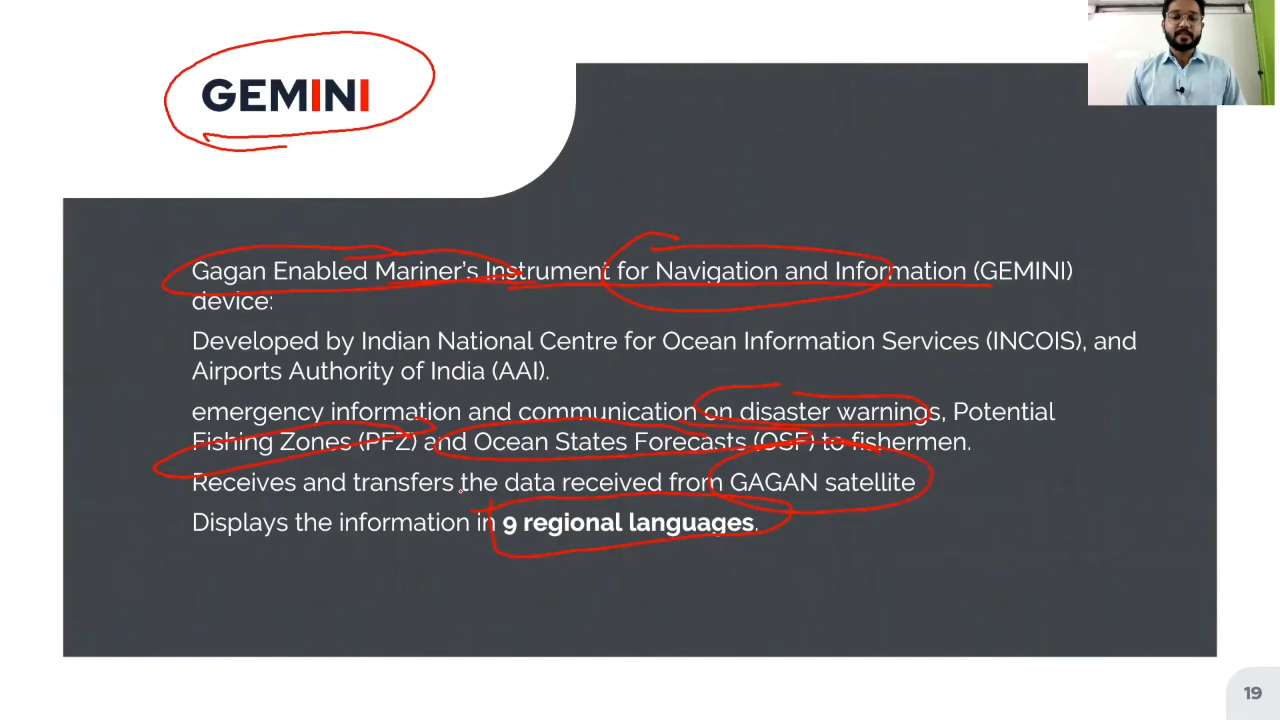 GEMINI
Gagan Enabled Mariner's Instrument for Navigation and Information (GEMINI)
device:
Developed by Indian National Centre for Ocean Information Services (INCOIS), and
Airports Authority of India (AAI).
emergency information and communication on disaster warnings, Potential
Fishing Zones (PFZ) and Ocean States Forecasts (OSF) to fishermen.
Receives and transfers the data received from GAGAN satellite
Displays the information in 9 regional languages.
19